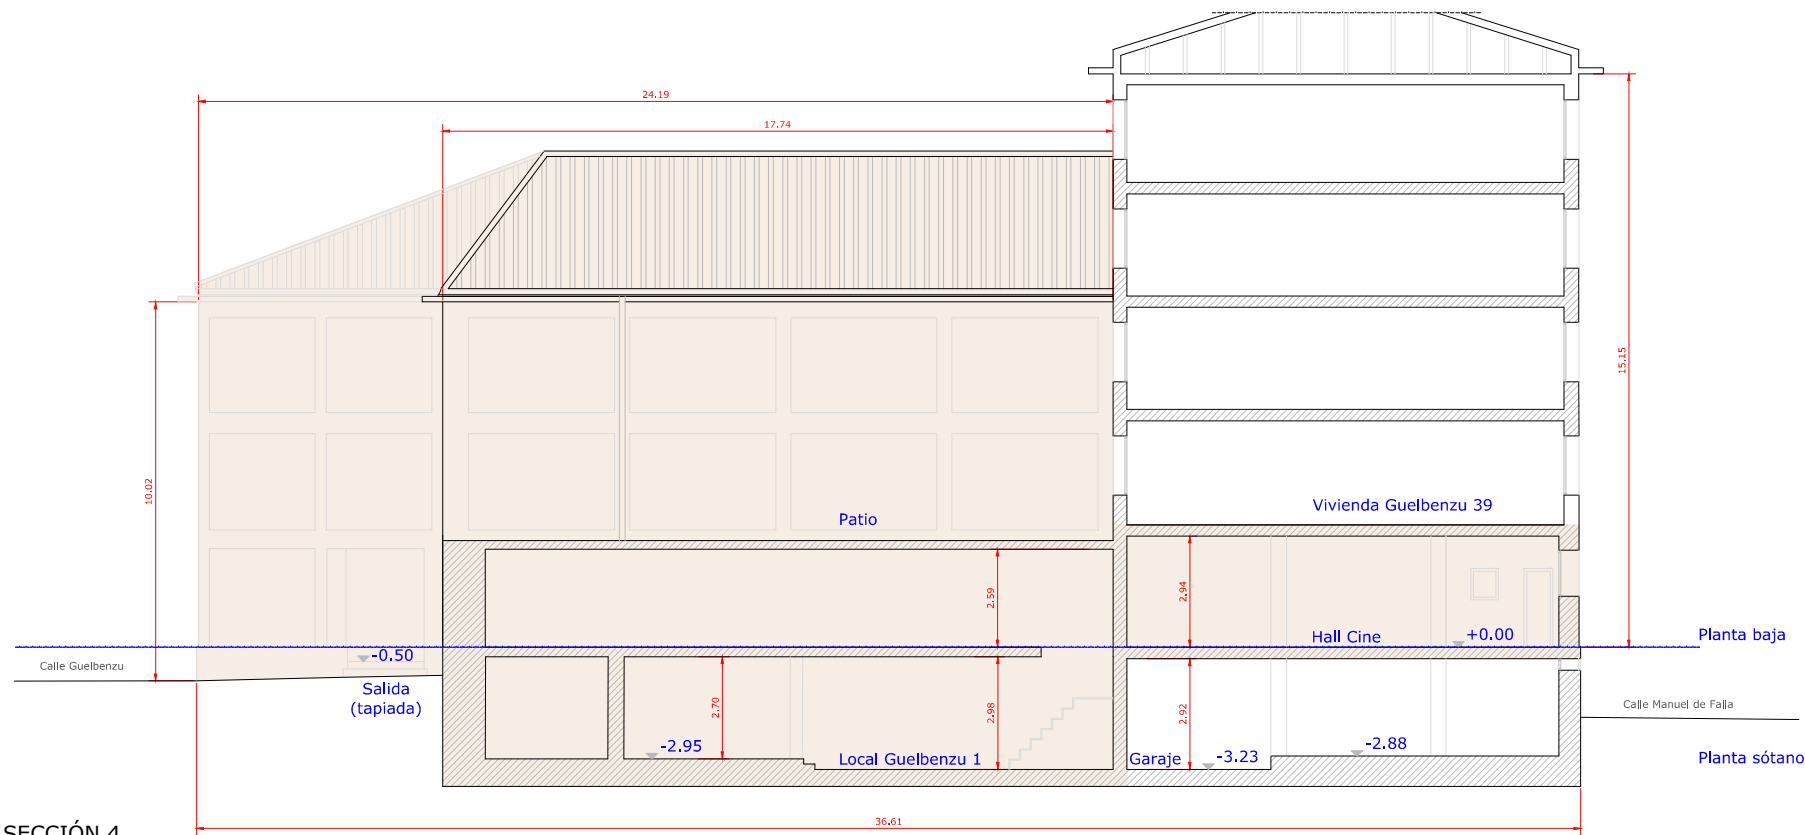 24.19
17.74
15.15
10.02
Vivienda Guelbenzu 39
Patio
2.59
2.94
Hall Cine
+0.00
Planta baja
-0.50
Calle Guelbenzu
Salida
(tapiada)
2.70
2.98
2.92
Calle Manuel de Falla
-2.95
-2.88
Local Guelbenzu 1
Garaje
-3.23
Planta sótano
36.61
SECCIÓN 4